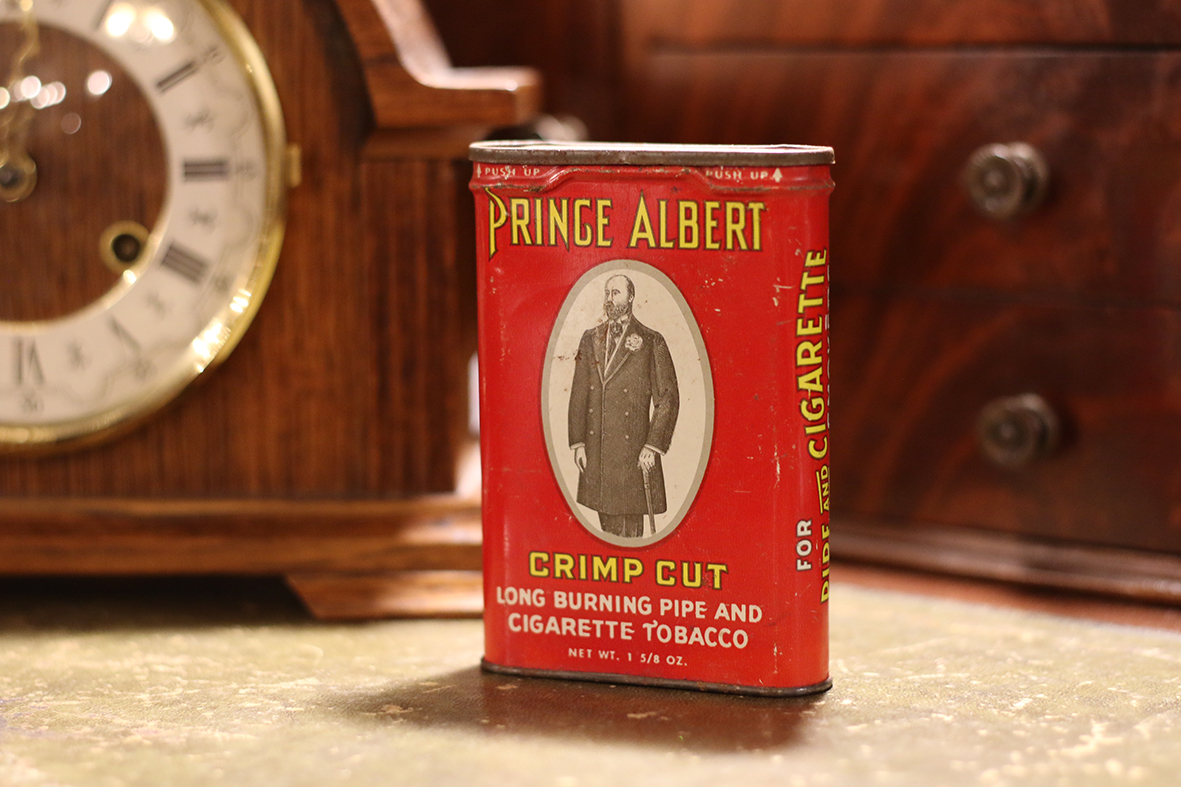 PUSH UP PUSH UP
PRINCE ALBERT
CRIMP CUT
LONG BURNING PIPE AND
CIGARETTE TOBACCO
NET WT. 1 5/8 OZ.
FOR
PIPE AND CIGARETTE